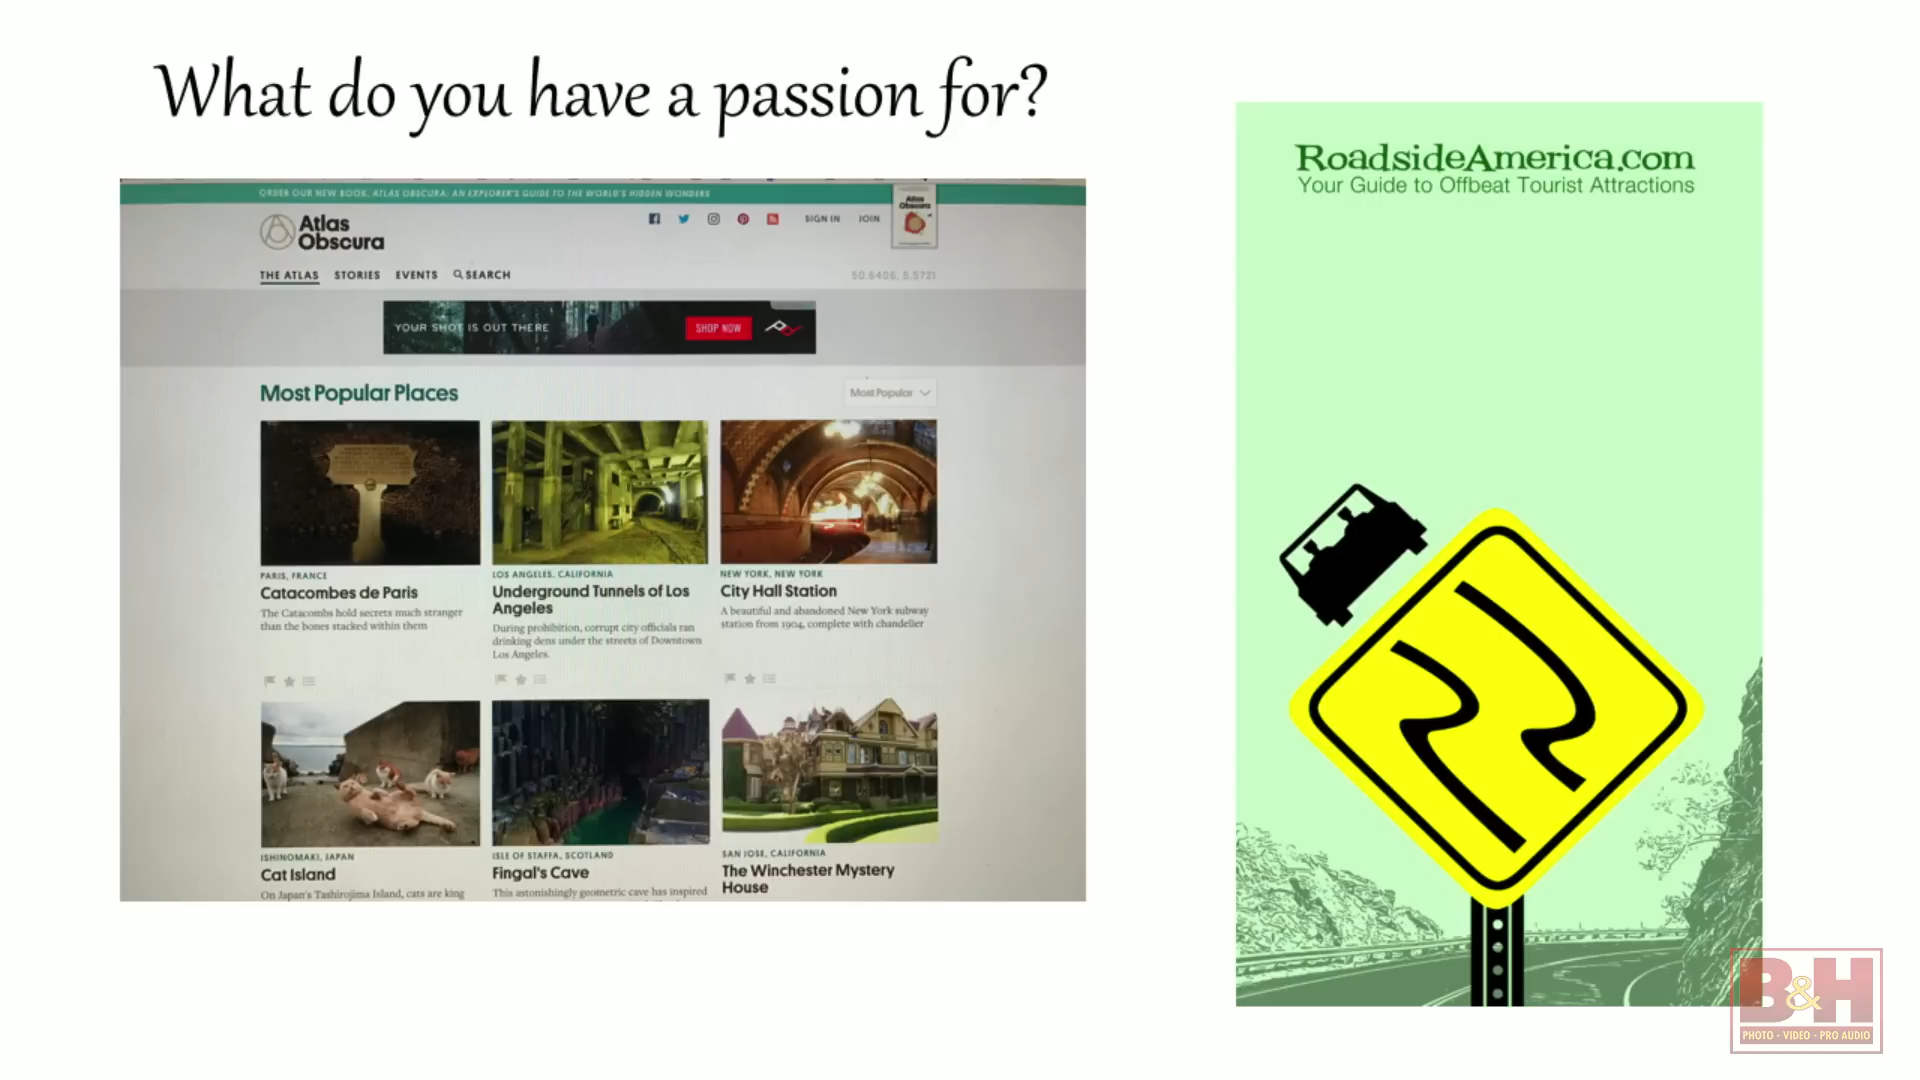 What do you have a passion for?
ORDER OUR NEW BOOK, ATLAS OBSCURA: AN EXPLORER'S GUIDE TO THE WORLD'S HIDDEN WONDERS
Atlas
Obscura
Atlas
Obscura
SIGN IN JOIN
THE ATLAS STORIES EVENTS SEARCH
50.6406, 5.5721
YOUR SHOT IS OUT THERE
SHOP NOW
Most Popular Places
Most Popular
PARIS, FRANCE
Catacombes de Paris
The Catacombs hold secrets much stranger
than the bones stacked within them
LOS ANGELES, CALIFORNIA
Underground Tunnels of Los
Angeles
During prohibition, corrupt city officials ran
drinking dens under the streets of Downtown
Los Angeles.
NEW YORK, NEW YORK
City Hall Station
A beautiful and abandoned New York subway
station from 1904, complete with chandelier
ISHINOMAKI, JAPAN
Cat Island
On Japan's Tashirojima Island, cats are king
ISLE OF STAFFA, SCOTLAND
Fingal's Cave
This astonishingly geometric cave has inspired
SAN JOSE, CALIFORNIA
The Winchester Mystery
House
RoadsideAmerica.com
Your Guide to Offbeat Tourist Attractions
B&H
PHOTO - VIDEO - PRO AUDIO